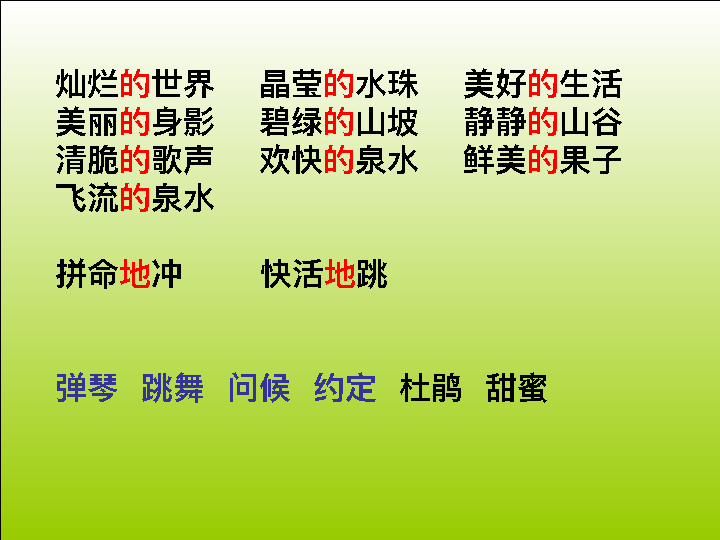 灿烂的世界 晶莹的水珠 美好的生活
美丽的身影 碧绿的山坡 静静的山谷
清脆的歌声 欢快的泉水 鲜美的果子
飞流的泉水
拼命地冲 快活地跳
弹琴 跳舞 问候 约定 杜鹃 甜蜜